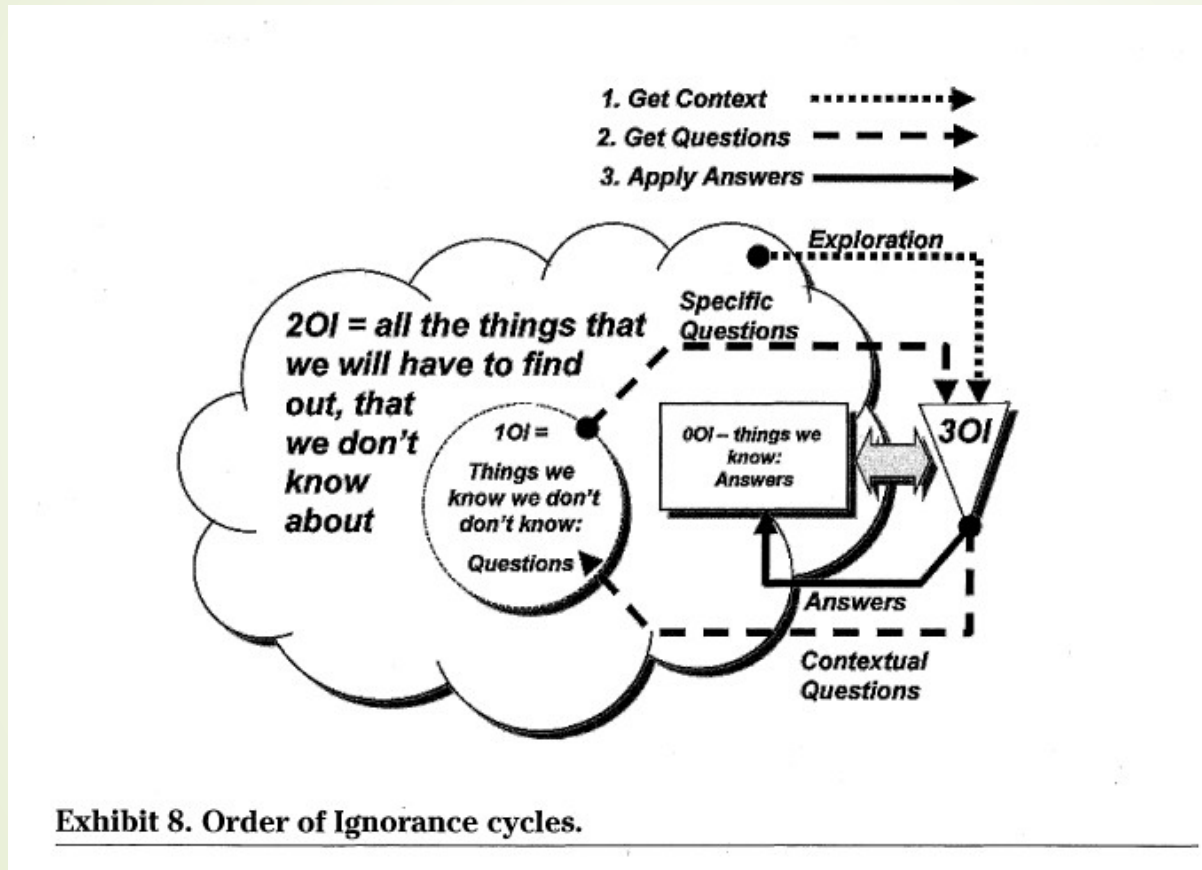 1. Get Context
2. Get Questions
3. Apply Answers
Exploration
Specific
Questions
2OI = all the things that
we will have to find
out, that
we don't
know
about
1OI =
Things we
know we don't
don't know:
Questions
0OI – things we
know:
Answers
3OI
Answers
Contextual
Questions
Exhibit 8. Order of Ignorance cycles.